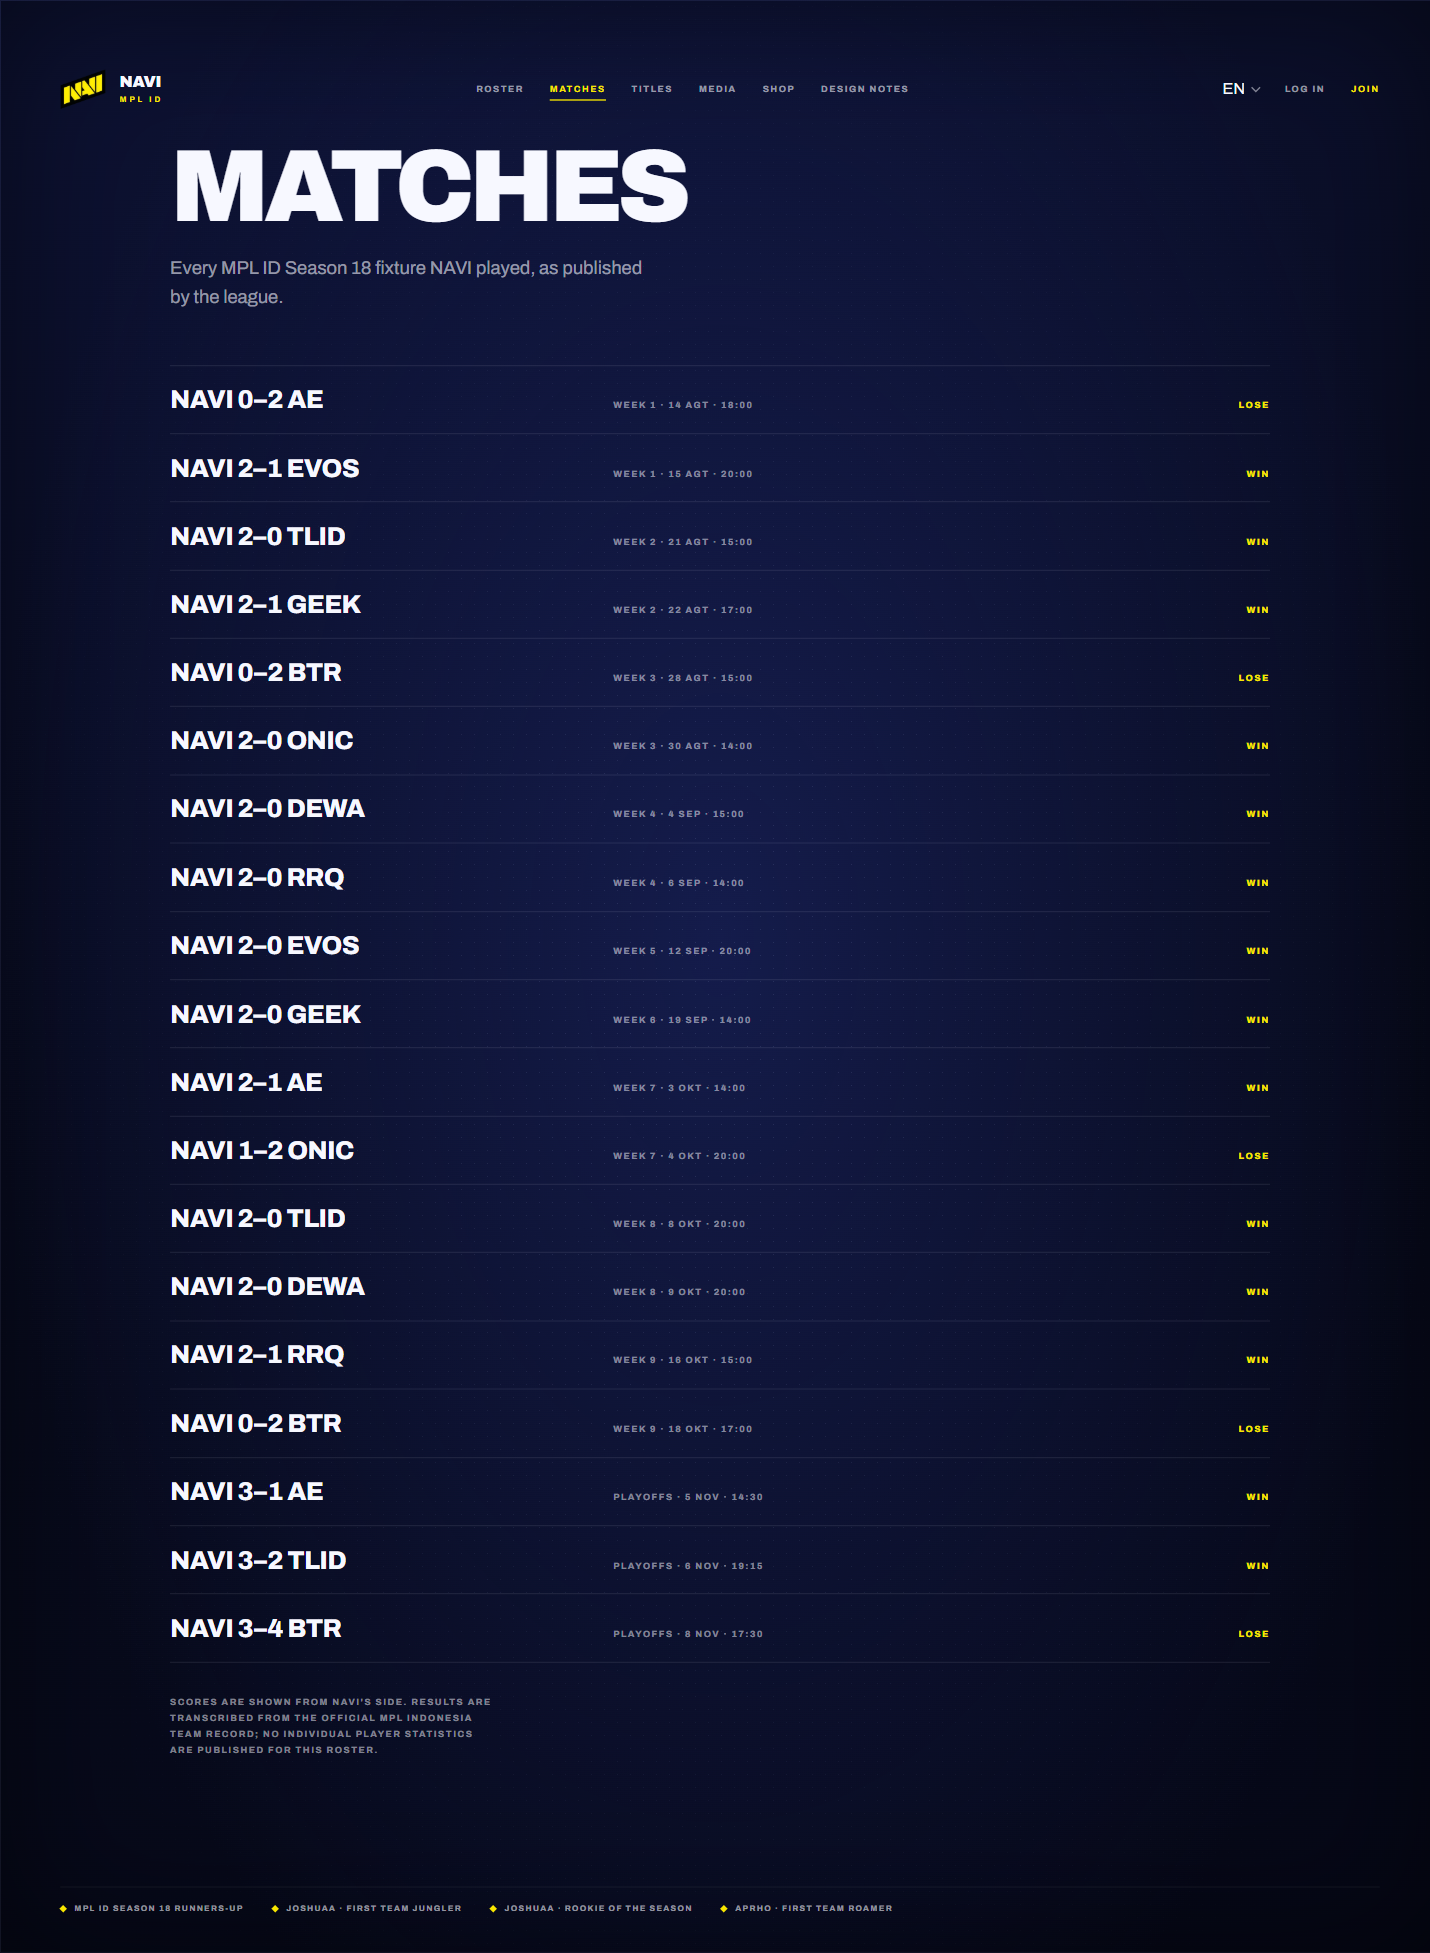 NAVI
NAVI
MPL ID
ROSTER
MATCHES
TITLES
MEDIA
SHOP
DESIGN NOTES
EN
LOG IN
JOIN
MATCHES
Every MPL ID Season 18 fixture NAVI played, as published
by the league.
NAVI 0–2 AE WEEK 1 · 14 AGT · 18:00 LOSE
NAVI 2–1 EVOS WEEK 1 · 15 AGT · 20:00 WIN
NAVI 2–0 TLID WEEK 2 · 21 AGT · 15:00 WIN
NAVI 2–1 GEEK WEEK 2 · 22 AGT · 17:00 WIN
NAVI 0–2 BTR WEEK 3 · 28 AGT · 15:00 LOSE
NAVI 2–0 ONIC WEEK 3 · 30 AGT · 14:00 WIN
NAVI 2–0 DEWA WEEK 4 · 4 SEP · 15:00 WIN
NAVI 2–0 RRQ WEEK 4 · 6 SEP · 14:00 WIN
NAVI 2–0 EVOS WEEK 5 · 12 SEP · 20:00 WIN
NAVI 2–0 GEEK WEEK 6 · 19 SEP · 14:00 WIN
NAVI 2–1 AE WEEK 7 · 3 OKT · 14:00 WIN
NAVI 1–2 ONIC WEEK 7 · 4 OKT · 20:00 LOSE
NAVI 2–0 TLID WEEK 8 · 8 OKT · 20:00 WIN
NAVI 2–0 DEWA WEEK 8 · 9 OKT · 20:00 WIN
NAVI 2–1 RRQ WEEK 9 · 16 OKT · 15:00 WIN
NAVI 0–2 BTR WEEK 9 · 18 OKT · 17:00 LOSE
NAVI 3–1 AE PLAYOFFS · 5 NOV · 14:30 WIN
NAVI 3–2 TLID PLAYOFFS · 6 NOV · 19:15 WIN
NAVI 3–4 BTR PLAYOFFS · 8 NOV · 17:30 LOSE
SCORES ARE SHOWN FROM NAVI'S SIDE. RESULTS ARE
TRANSCRIBED FROM THE OFFICIAL MPL INDONESIA
TEAM RECORD; NO INDIVIDUAL PLAYER STATISTICS
ARE PUBLISHED FOR THIS ROSTER.
MPL ID SEASON 18 RUNNERS-UP
JOSHUAA · FIRST TEAM JUNGLER
JOSHUAA · ROOKIE OF THE SEASON
APRHO · FIRST TEAM ROAMER